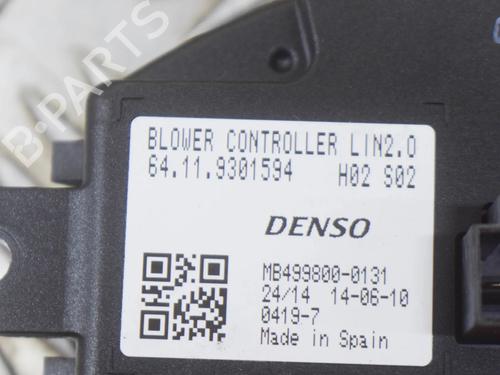 B-PARTS
BLOWER CONTROLLER LIN2.0
64.11.9301594 H02 S02
DENSO
MB499800-0131
24/14 14-06-10
0419-7
Made in Spain